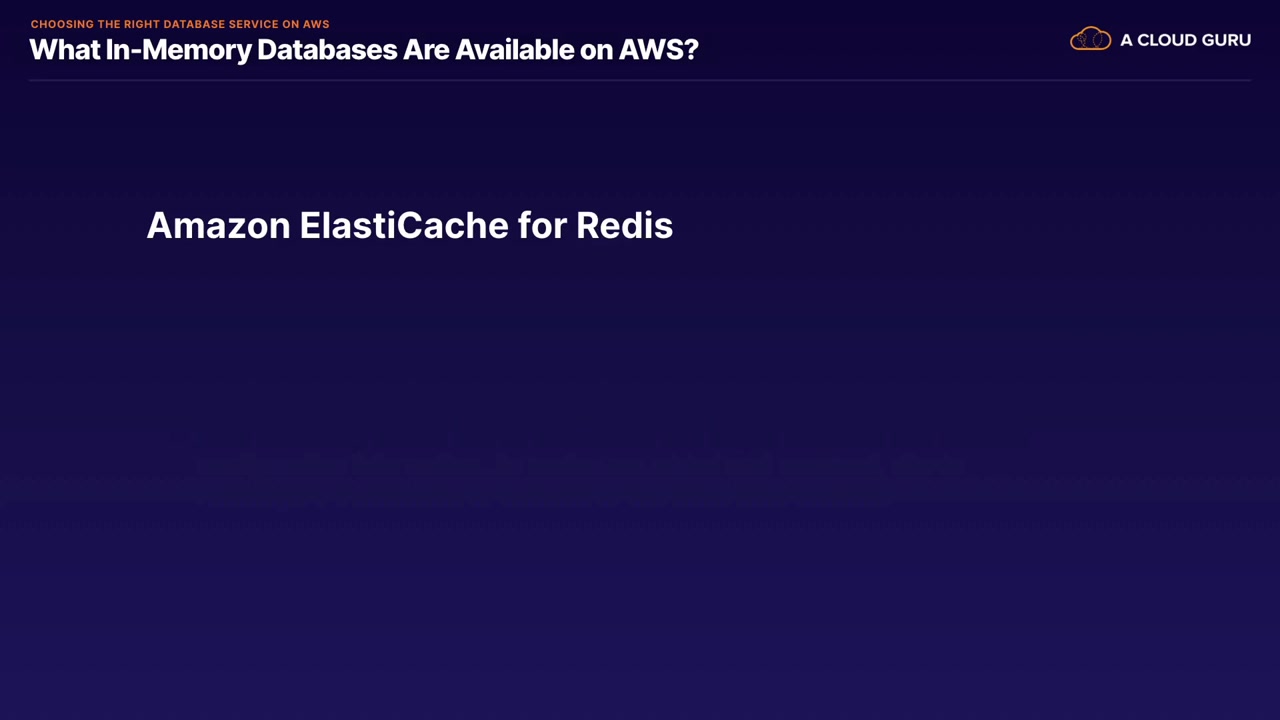 CHOOSING THE RIGHT DATABASE SERVICE ON AWS
What In-Memory Databases Are Available on AWS?
A CLOUD GURU
Amazon ElastiCache for Redis